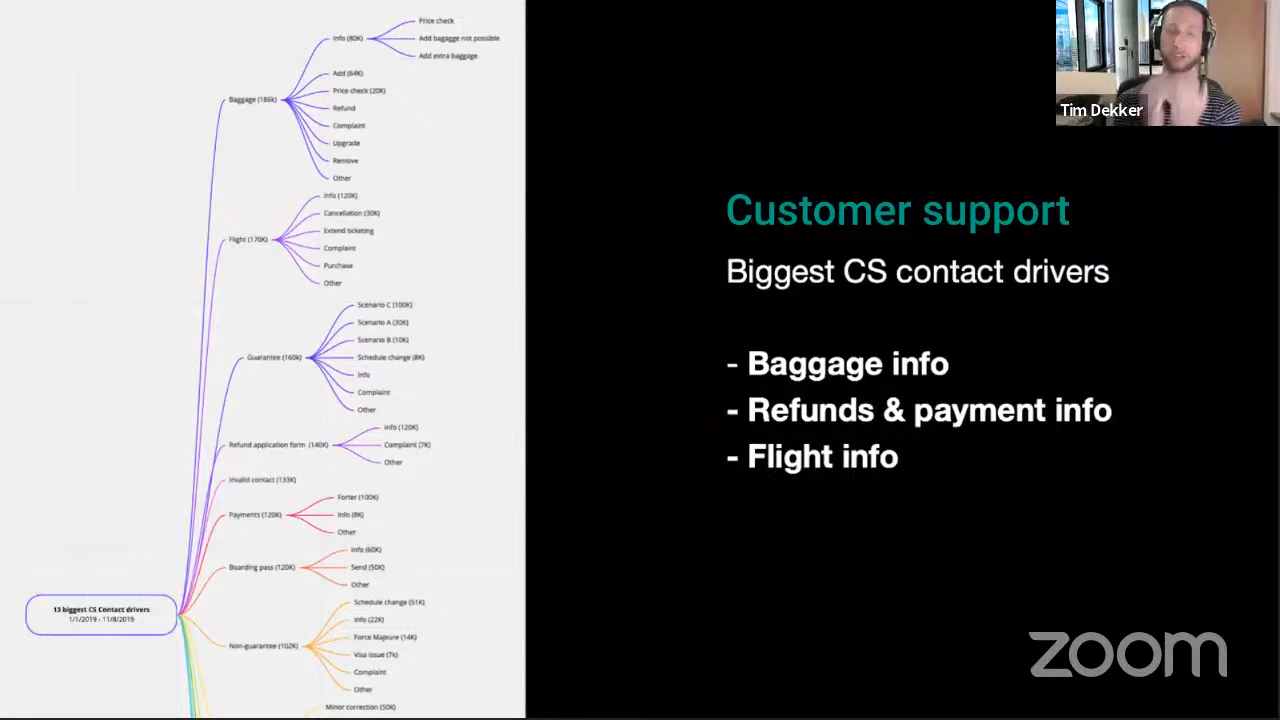 Price check
Info (80K)
Add bagagge not possible
Add extra baggage
Add (64K)
Price check (20K)
Baggage (186k)
Refund
Complaint
Upgrade
Remove
Other
Info (120K)
Cancellation (30K)
Extend ticketing
Flight (170K)
Complaint
Purchase
Other
Scenario C (100K)
Scenario A (30K)
Scenario B (10K)
Guarantee (160k)
Schedule change (8K)
Info
Complaint
Other
Info (120K)
Refund application form (140K)
Complaint (7K)
Other
Invalid contact (133K)
Forter (100K)
Payments (120K)
Info (8K)
Other
Info (60K)
Boarding pass (120K)
Send (50K)
Other
13 biggest CS Contact drivers
1/1/2019 - 11/8/2019
Schedule change (51K)
Info (22K)
Force Majeure (14K)
Non-guarantee (102K)
Visa issue (7k)
Complaint
Other
Minor correction (50K)
Tim Dekker
Customer support
Biggest CS contact drivers
- Baggage info
- Refunds & payment info
- Flight info
zoom